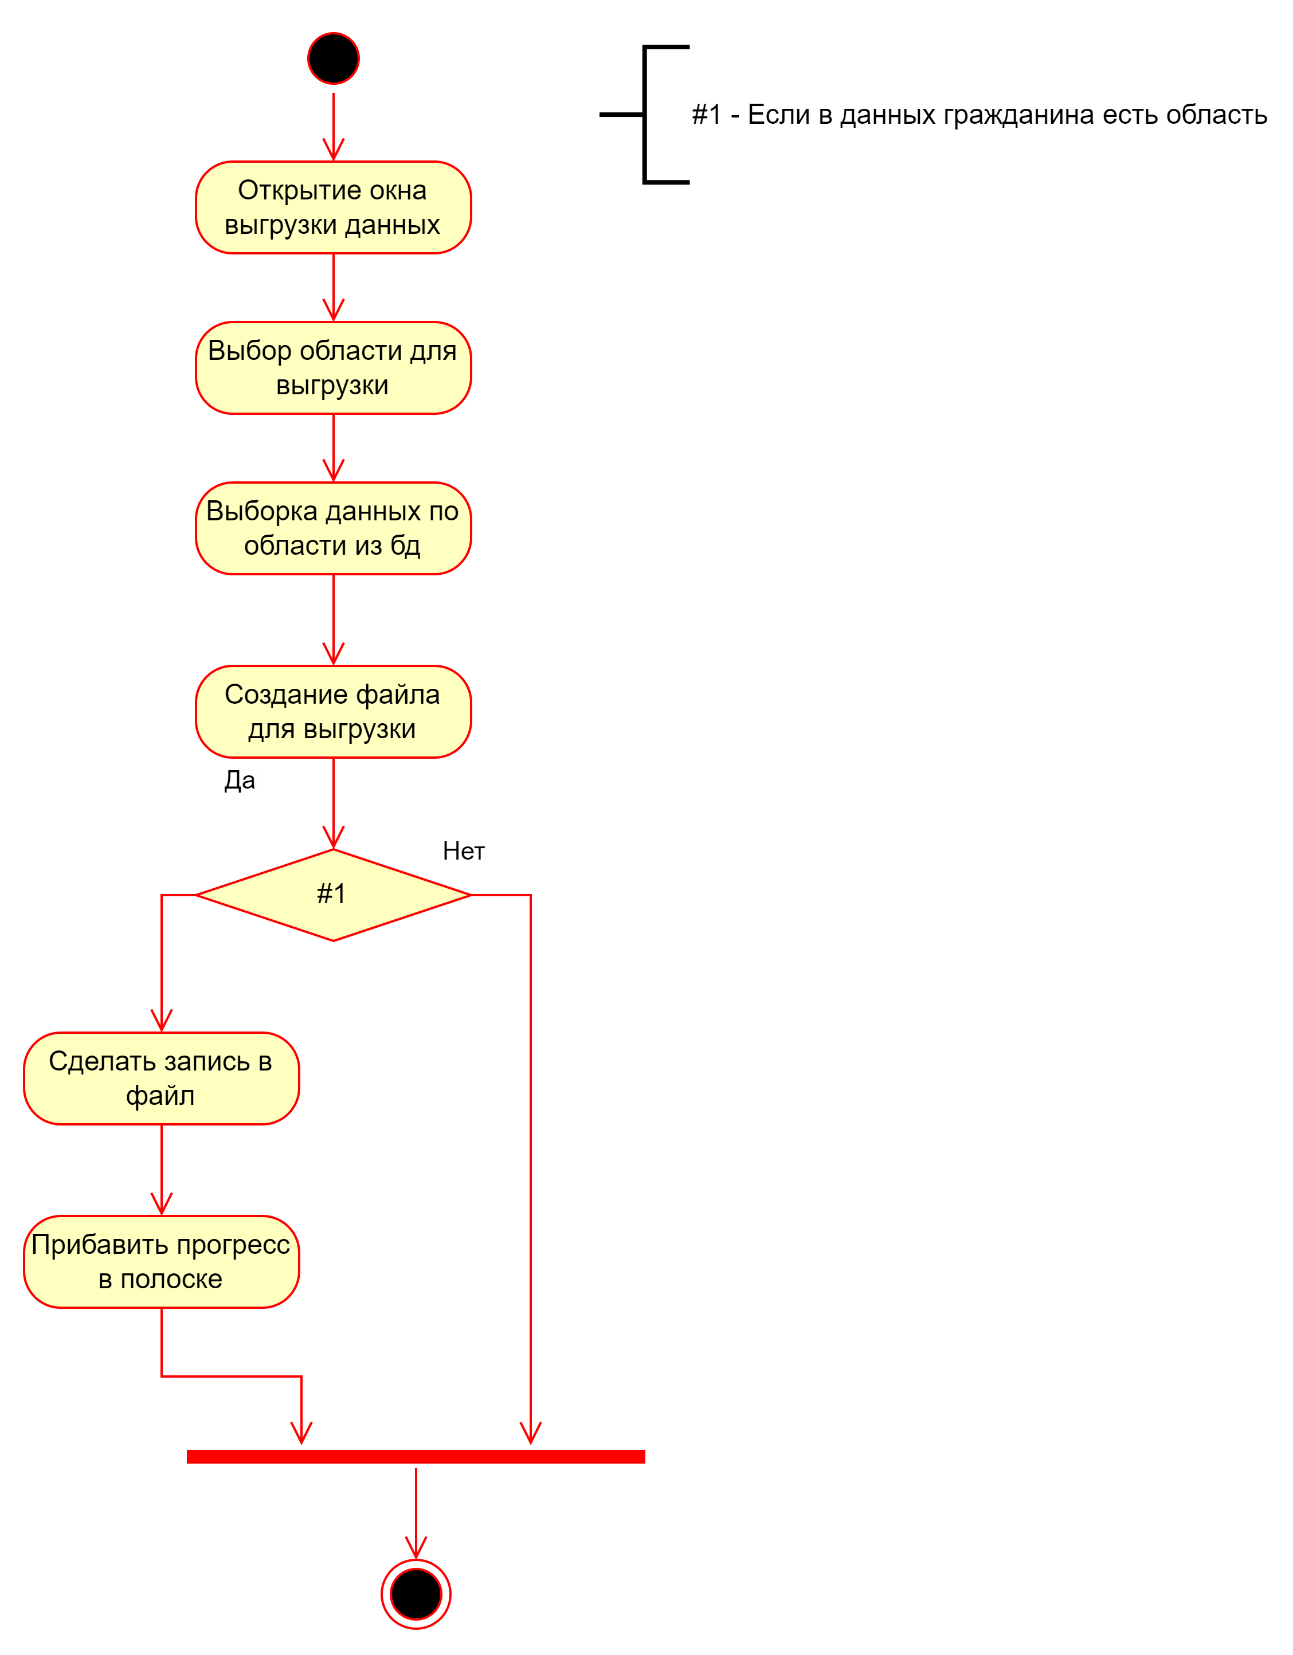 #1 - Если в данных гражданина есть область
Открытие окна
выгрузки данных
Выбор области для
выгрузки
Выборка данных по
области из бд
Создание файла
для выгрузки
Да
Нет
#1
Сделать запись в
файл
Прибавить прогресс
в полоске